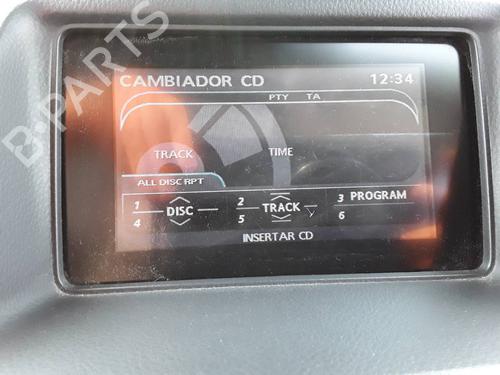 CAMBIADOR CD 12:34
PTY TA
TRACK TIME
ALL DISC RPT
1 DISC 2 TRACK 3 PROGRAM
4 5 6
INSERTAR CD
B-PARTS